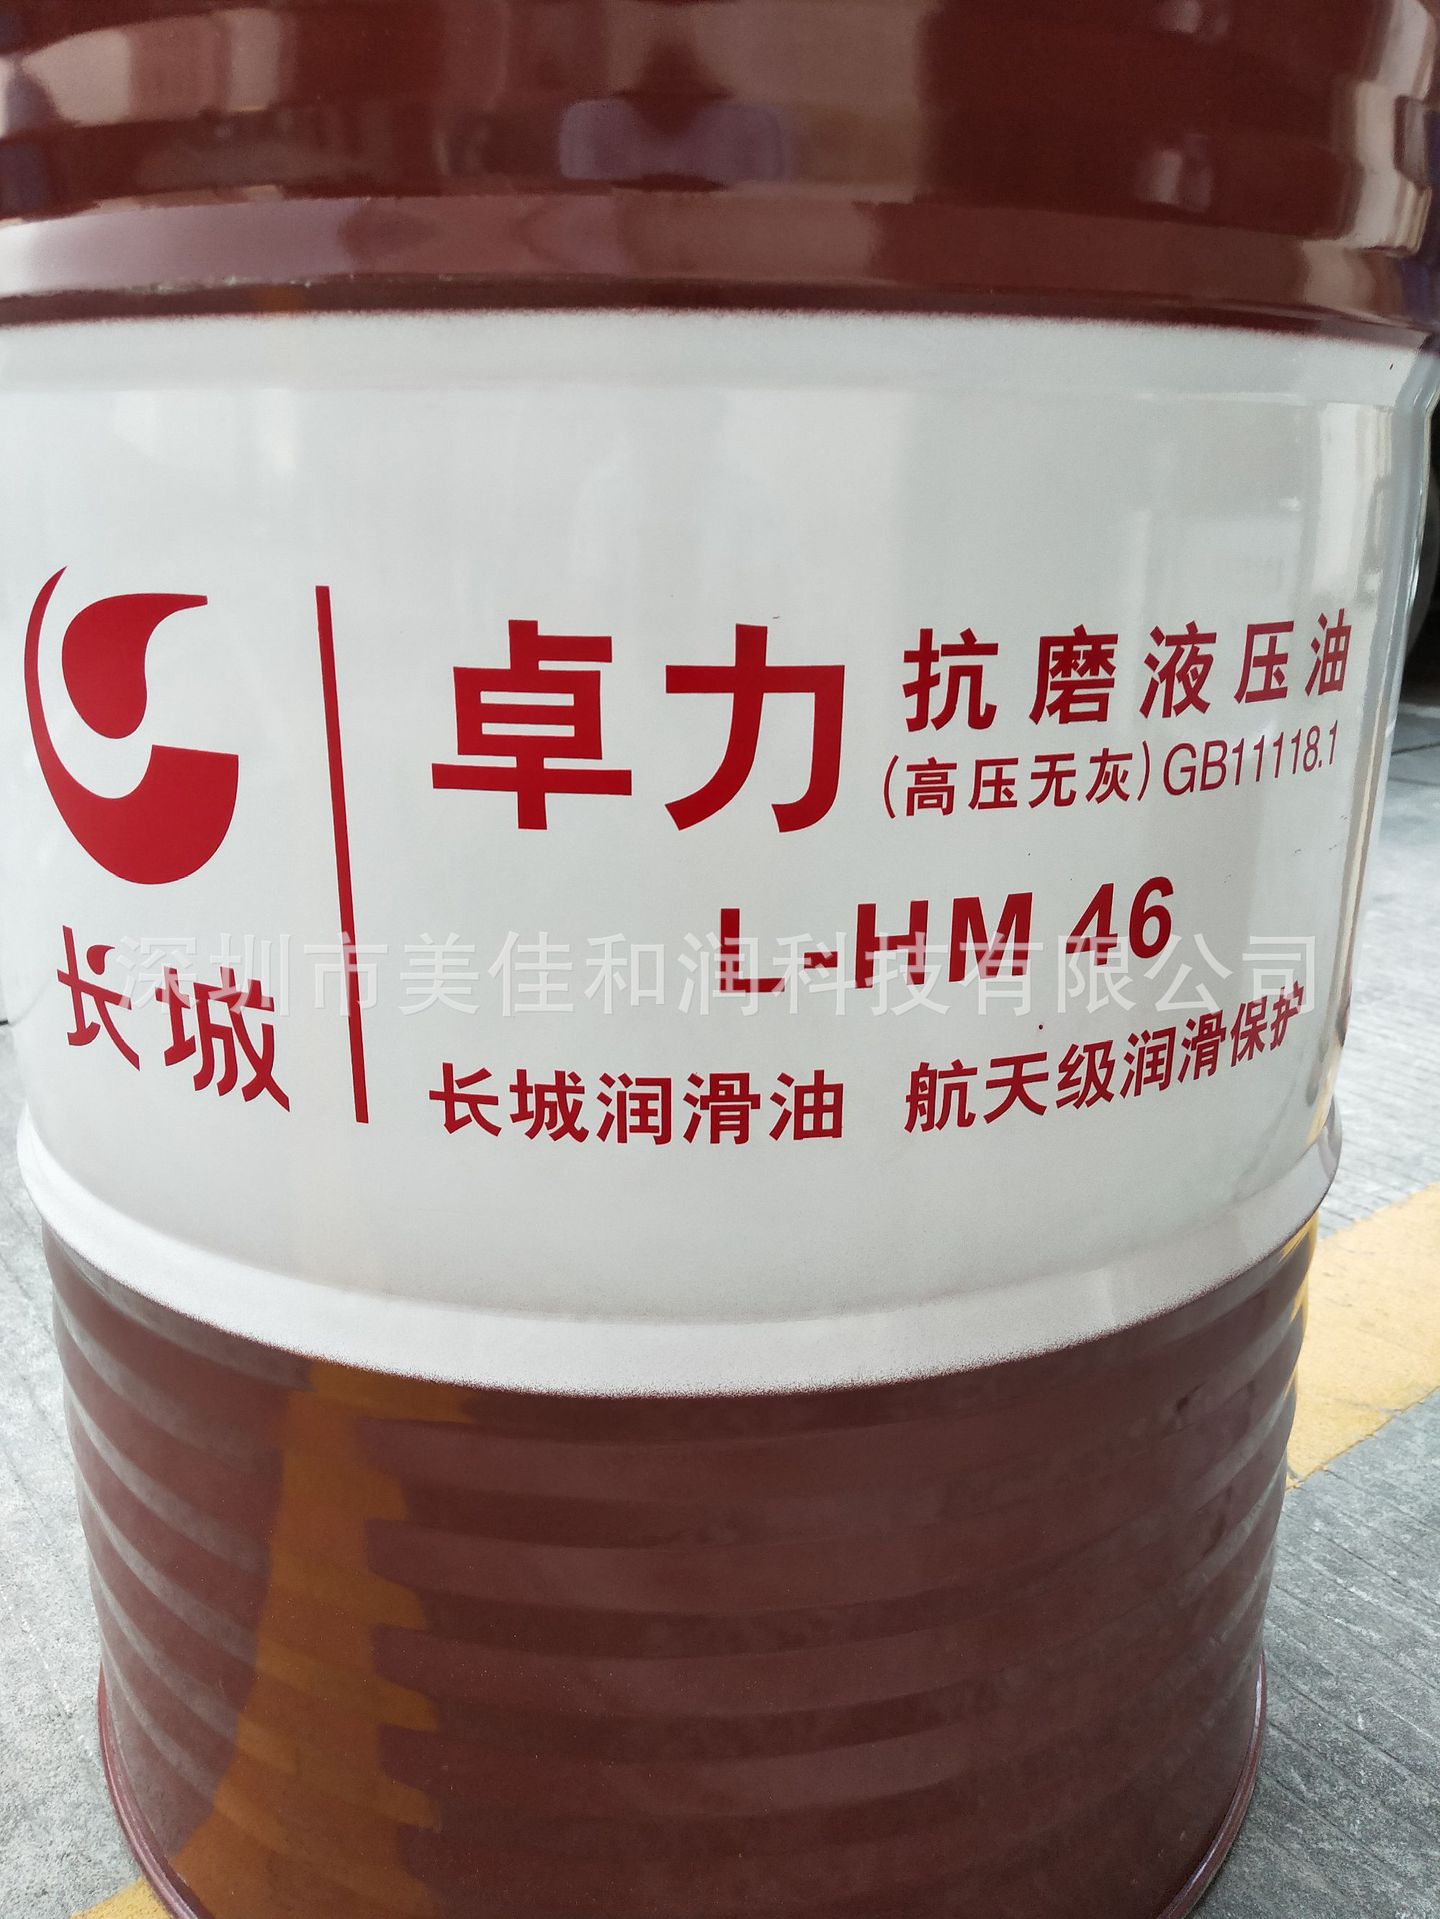 卓力 抗磨液压油
(高压无灰)GB11118.1
L-HM 46
长城
深圳市美佳和润科技有限公司
长城润滑油 航天级润滑保护